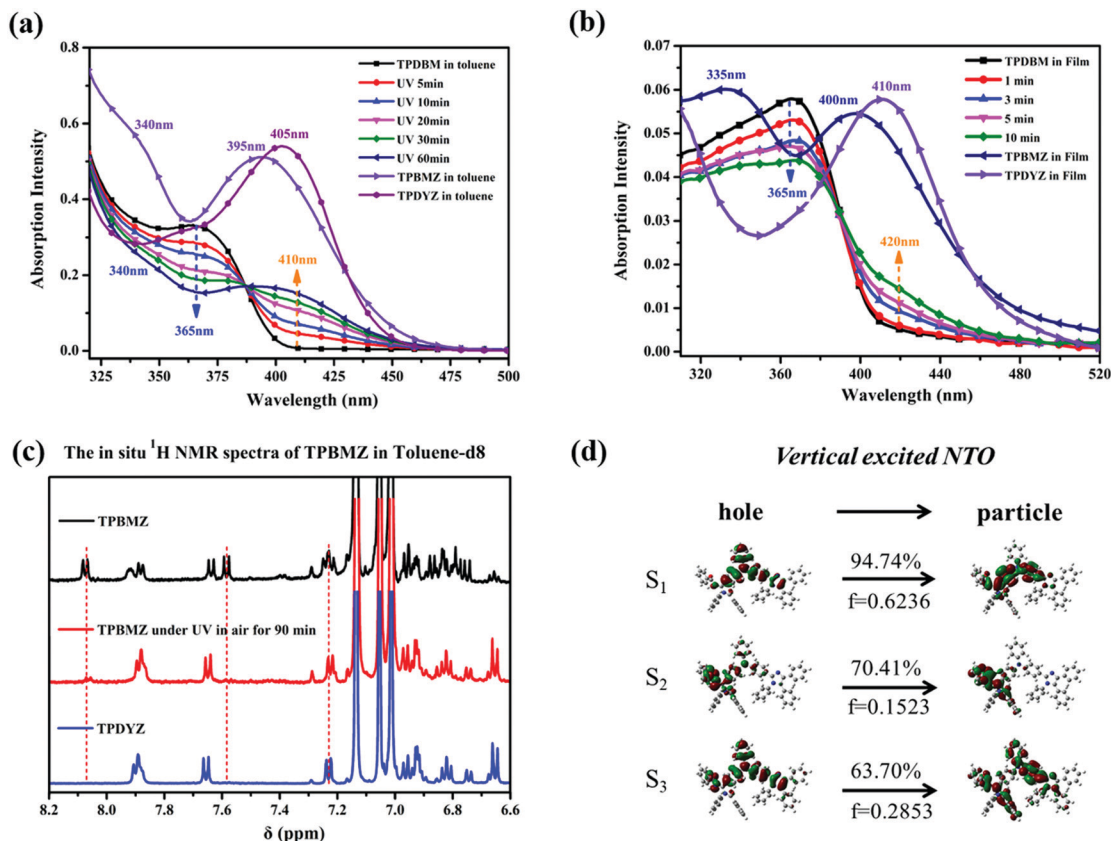 (a)
0.8
0.6
0.4
0.2
0.0
Absorption Intensity
325 350 375 400 425 450 475 500
Wavelength (nm)
TPDBM in toluene
UV 5min
UV 10min
UV 20min
UV 30min
UV 60min
TPBMZ in toluene
TPDYZ in toluene
340nm
395nm
405nm
340nm
365nm
410nm
(b)
0.07
0.06
0.05
0.04
0.03
0.02
0.01
0.00
Absorption Intensity
320 360 400 440 480 520
Wavelength (nm)
TPDBM in Film
1 min
3 min
5 min
10 min
TPBMZ in Film
TPDYZ in Film
335nm
400nm
410nm
365nm
420nm
(c)
The in situ ¹H NMR spectra of TPBMZ in Toluene-d8
TPBMZ
TPBMZ under UV in air for 90 min
TPDYZ
8.2 8.0 7.8 7.6 7.4 7.2 7.0 6.8 6.6
δ (ppm)
(d)
Vertical excited NTO
hole particle
S₁
94.74%
f=0.6236
S₂
70.41%
f=0.1523
S₃
63.70%
f=0.2853